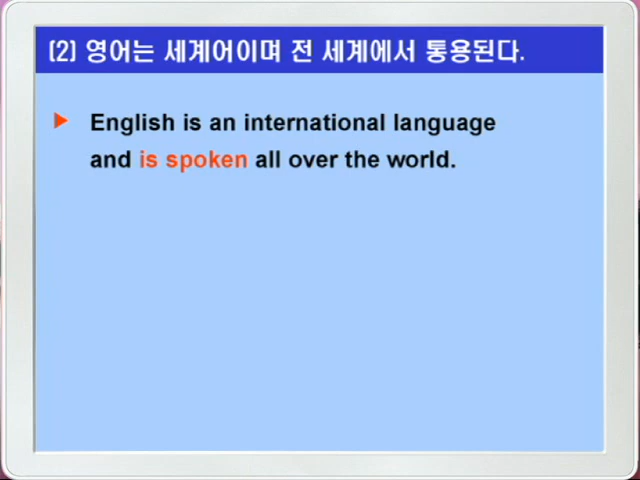 (2) 영어는 세계어이며 전 세계에서 통용된다.
English is an international language
and is spoken all over the world.